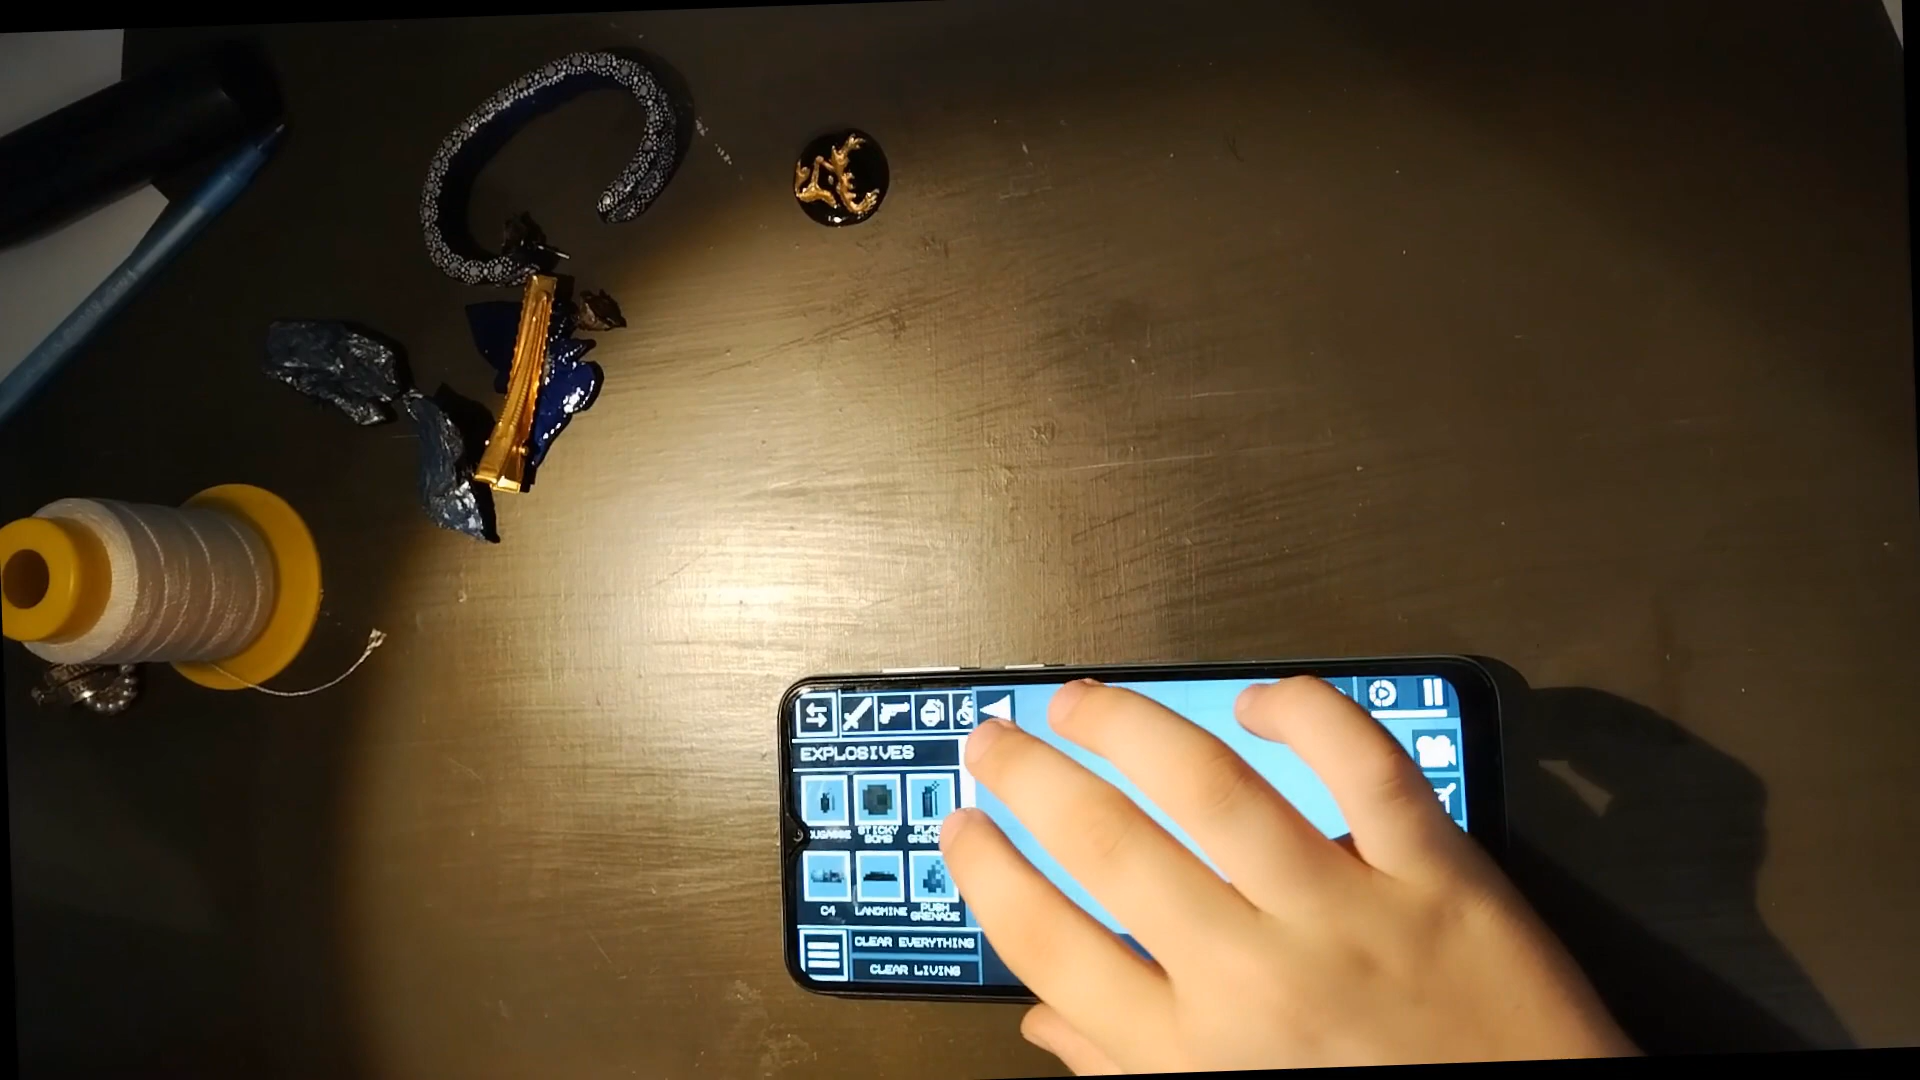 EXPLOSIVES
STICKY
BOMB
C4
LANDMINE
PUSH
GRENADE
CLEAR EVERYTHING
CLEAR LIVING